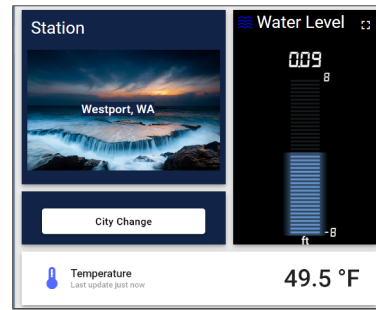 Station
Westport, WA
City Change
Water Level
0.09
8
-8
ft
Temperature
Last update just now
49.5 °F